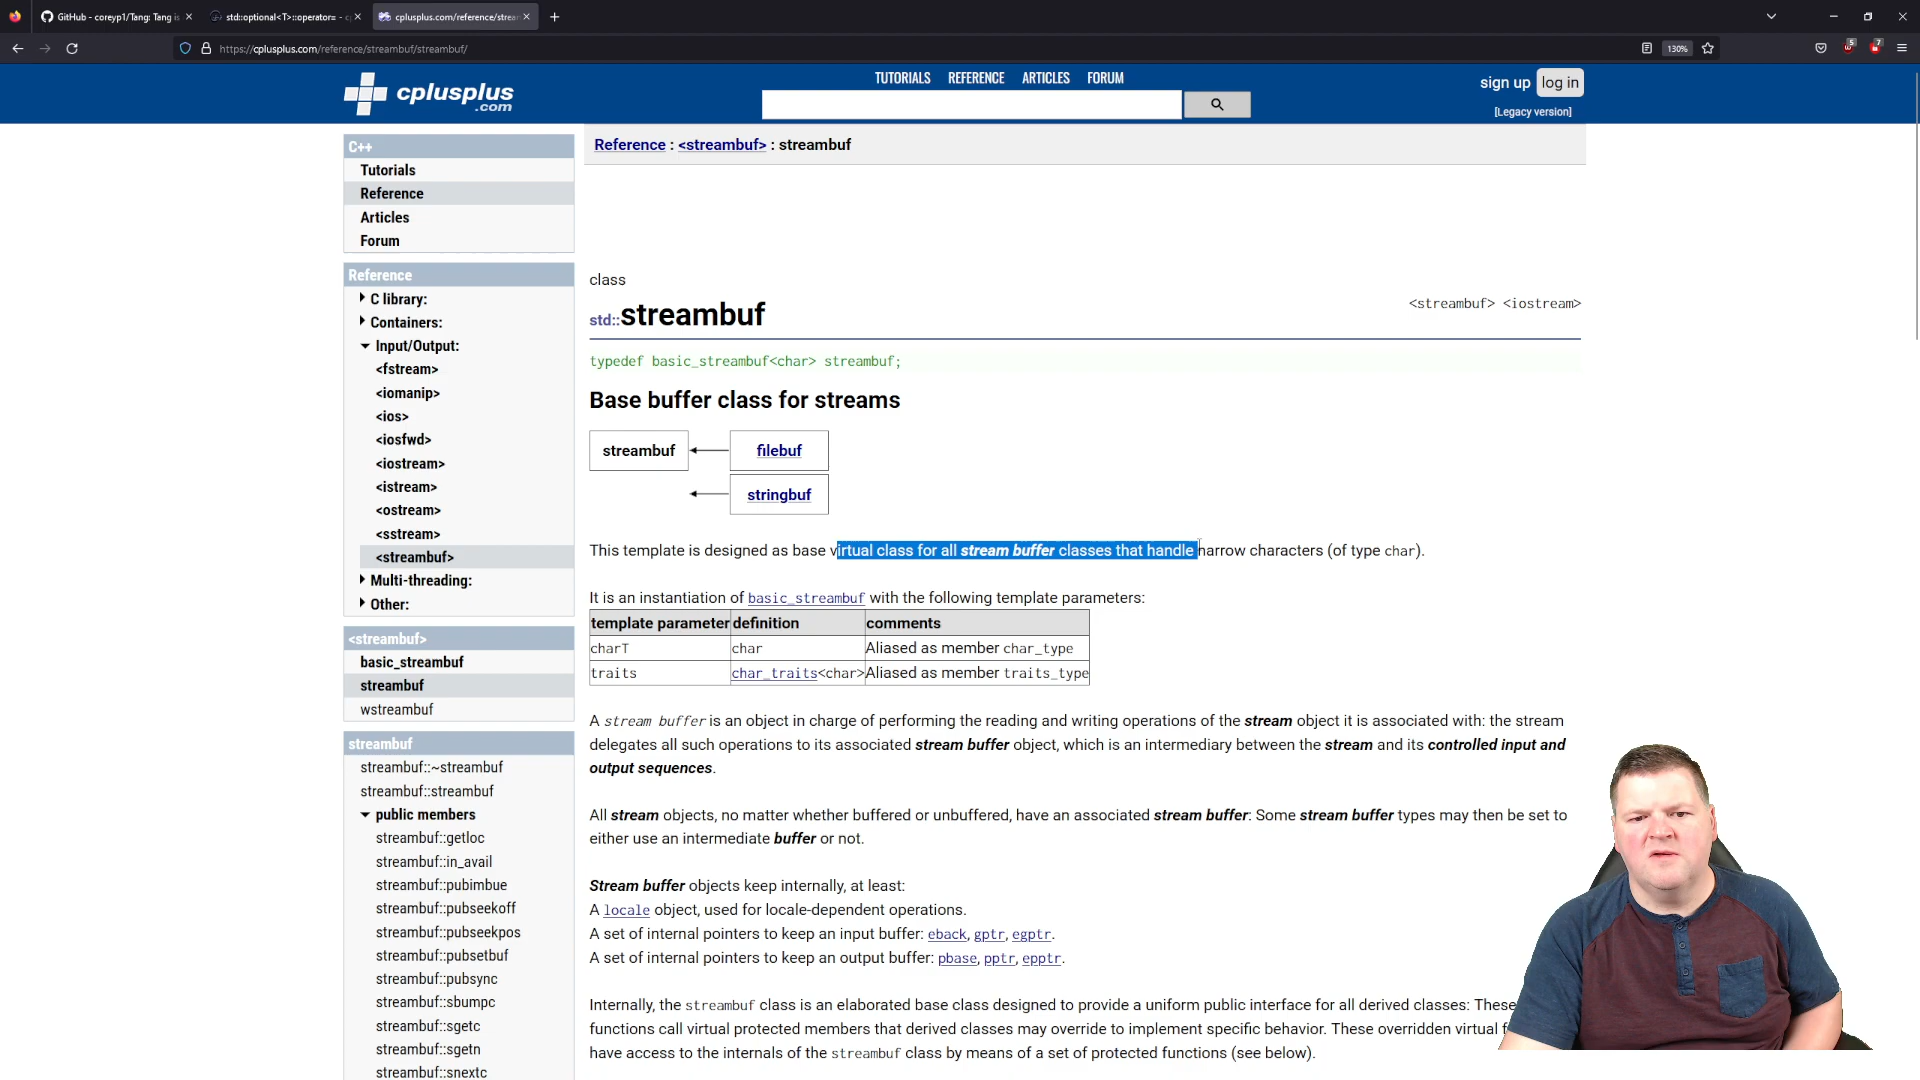 GitHub - coreyp1/Tang: Tang is
std::optional<T>::operator= - c
cplusplus.com/reference/strea
https://cplusplus.com/reference/streambuf/streambuf/
130%
5
7
cplusplus
.com
TUTORIALS REFERENCE ARTICLES FORUM
sign up log in
[Legacy version]
C++
Tutorials
Reference
Articles
Forum
Reference
C library:
Containers:
Input/Output:
<fstream>
<iomanip>
<ios>
<iosfwd>
<iostream>
<istream>
<ostream>
<sstream>
<streambuf>
Multi-threading:
Other:
<streambuf>
basic_streambuf
streambuf
wstreambuf
streambuf
streambuf::~streambuf
streambuf::streambuf
public members
streambuf::getloc
streambuf::in_avail
streambuf::pubimbue
streambuf::pubseekoff
streambuf::pubseekpos
streambuf::pubsetbuf
streambuf::pubsync
streambuf::sbumpc
streambuf::sgetc
streambuf::sgetn
streambuf::snextc
Reference : <streambuf> : streambuf
class
std::streambuf
<streambuf> <iostream>
typedef basic_streambuf<char> streambuf;
Base buffer class for streams
streambuf filebuf
stringbuf
This template is designed as base virtual class for all stream buffer classes that handle narrow characters (of type char).
It is an instantiation of basic_streambuf with the following template parameters:
template parameter definition comments
charT char Aliased as member char_type
traits char_traits<char> Aliased as member traits_type
A stream buffer is an object in charge of performing the reading and writing operations of the stream object it is associated with: the stream
delegates all such operations to its associated stream buffer object, which is an intermediary between the stream and its controlled input and
output sequences.
All stream objects, no matter whether buffered or unbuffered, have an associated stream buffer: Some stream buffer types may then be set to
either use an intermediate buffer or not.
Stream buffer objects keep internally, at least:
A locale object, used for locale-dependent operations.
A set of internal pointers to keep an input buffer: eback, gptr, egptr.
A set of internal pointers to keep an output buffer: pbase, pptr, epptr.
Internally, the streambuf class is an elaborated base class designed to provide a uniform public interface for all derived classes: These
functions call virtual protected members that derived classes may override to implement specific behavior. These overridden virtual f
have access to the internals of the streambuf class by means of a set of protected functions (see below).